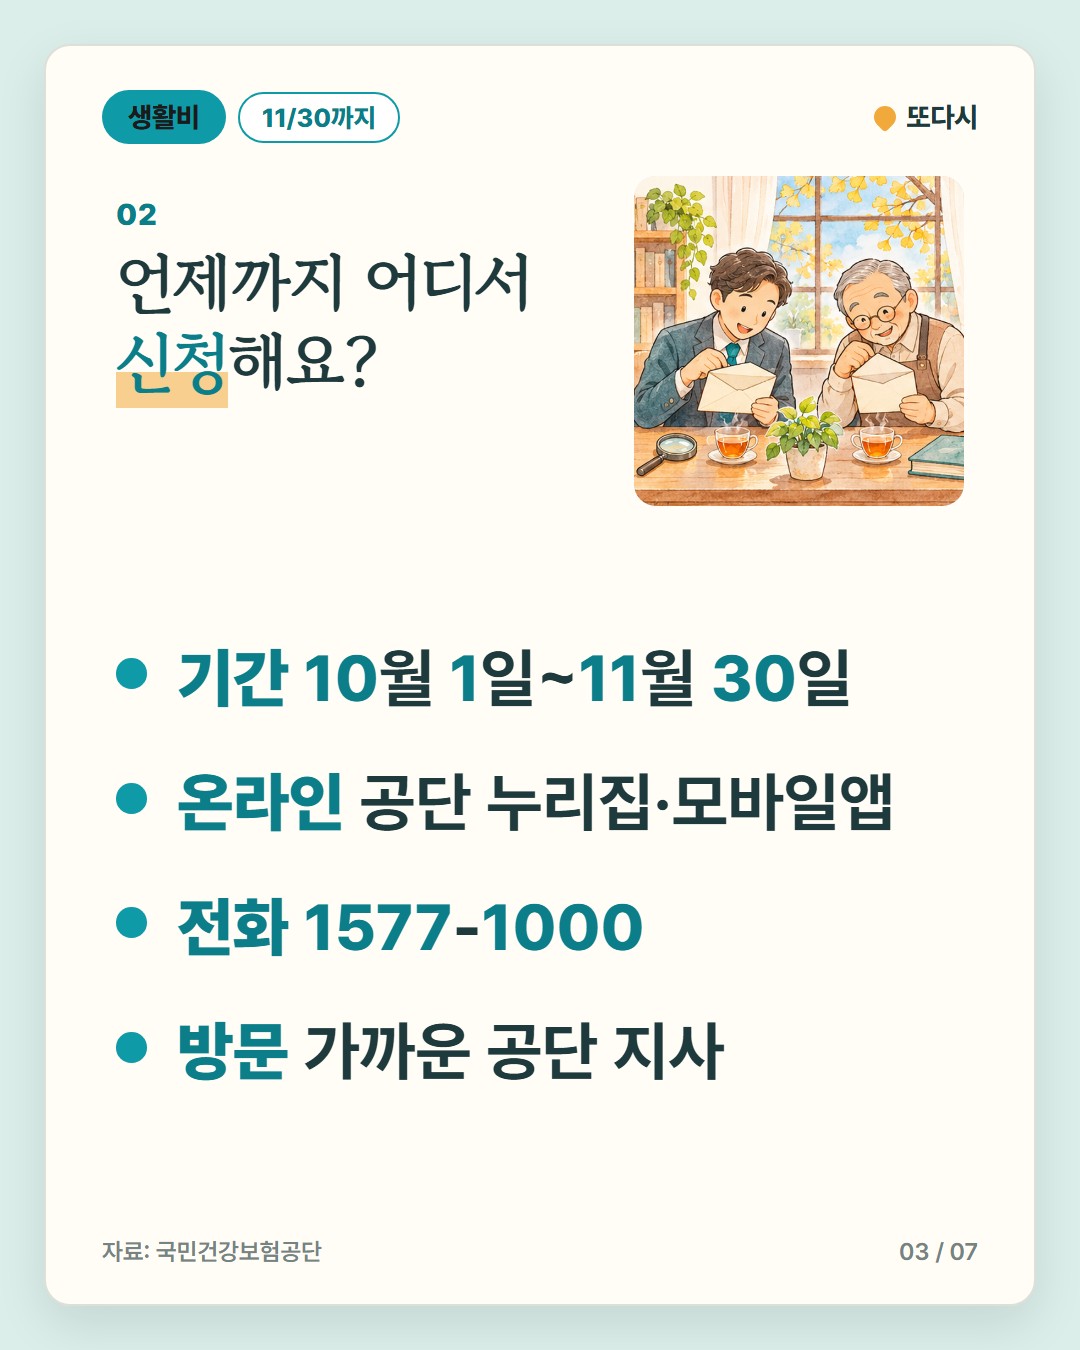 생활비
11/30까지
또다시
02
언제까지 어디서
신청해요?
기간 10월 1일~11월 30일
온라인 공단 누리집·모바일앱
전화 1577-1000
방문 가까운 공단 지사
자료: 국민건강보험공단
03 / 07